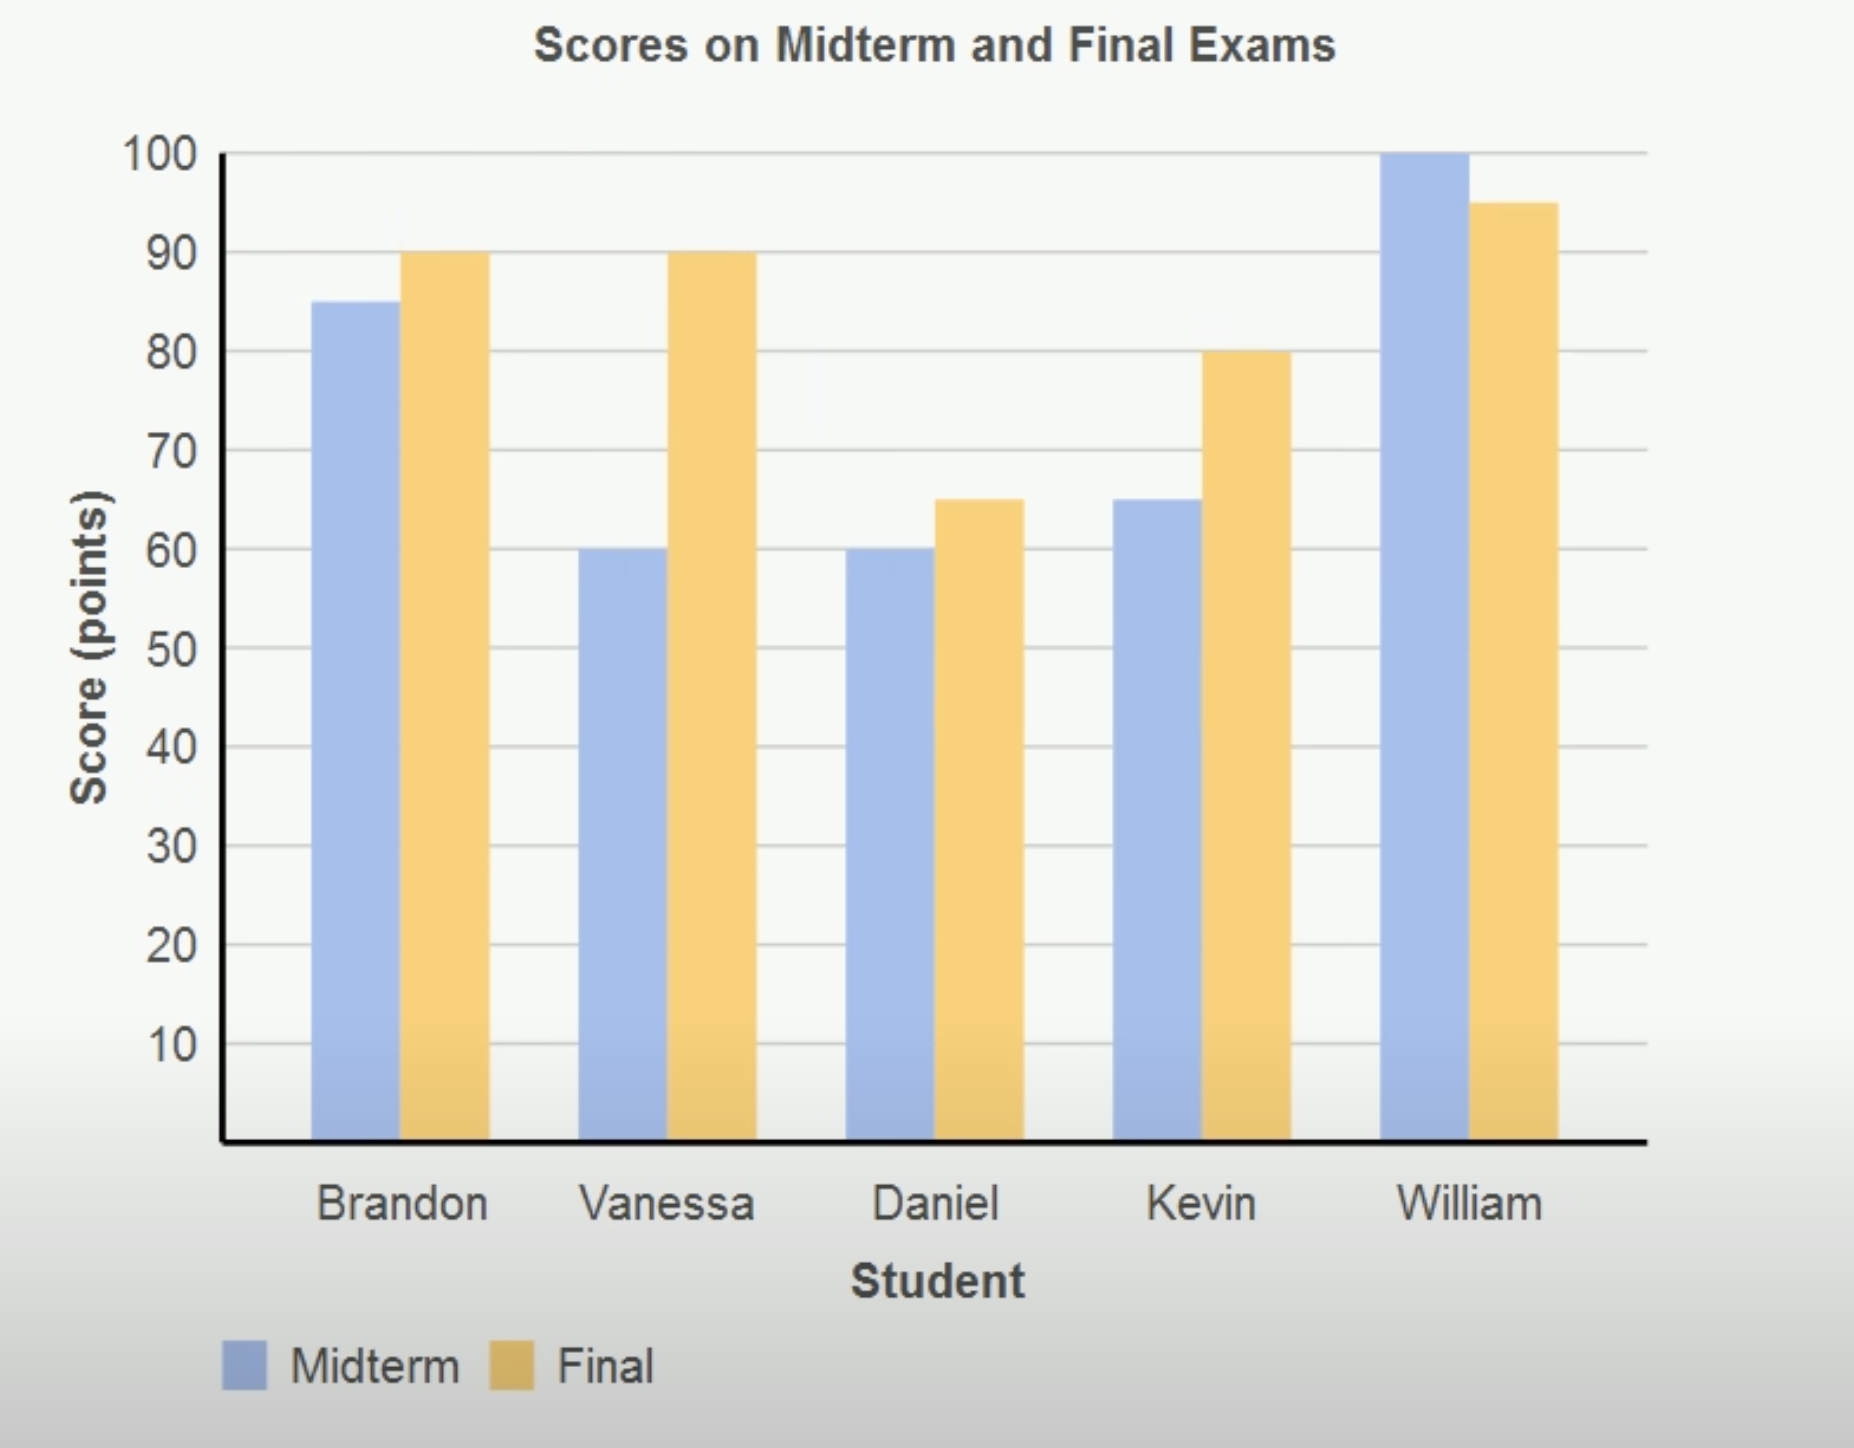 Scores on Midterm and Final Exams
Score (points)
100
90
80
70
60
50
40
30
20
10
Brandon Vanessa Daniel Kevin William
Student
Midterm Final